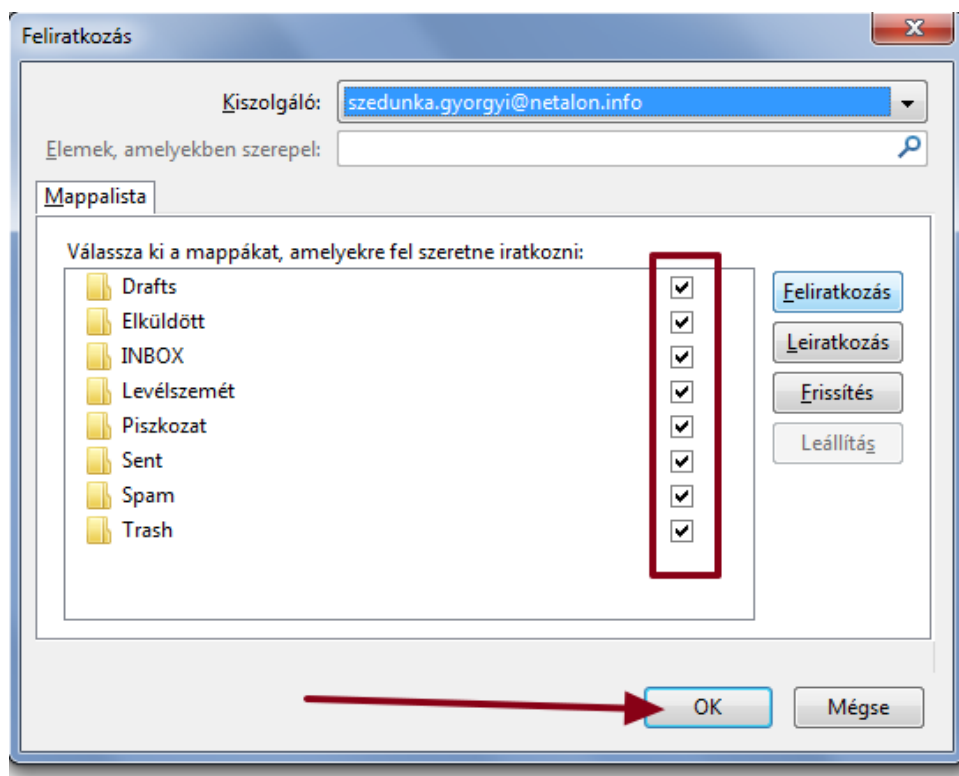 Feliratkozás
Kiszolgáló: szedunka.gyorgyi@netalon.info
Elemek, amelyekben szerepel:
Mappalista
Válassza ki a mappákat, amelyekre fel szeretne iratkozni:
Drafts
Elküldött
INBOX
Levélszemét
Piszkozat
Sent
Spam
Trash
Feliratkozás
Leiratkozás
Frissítés
Leállítás
OK
Mégse